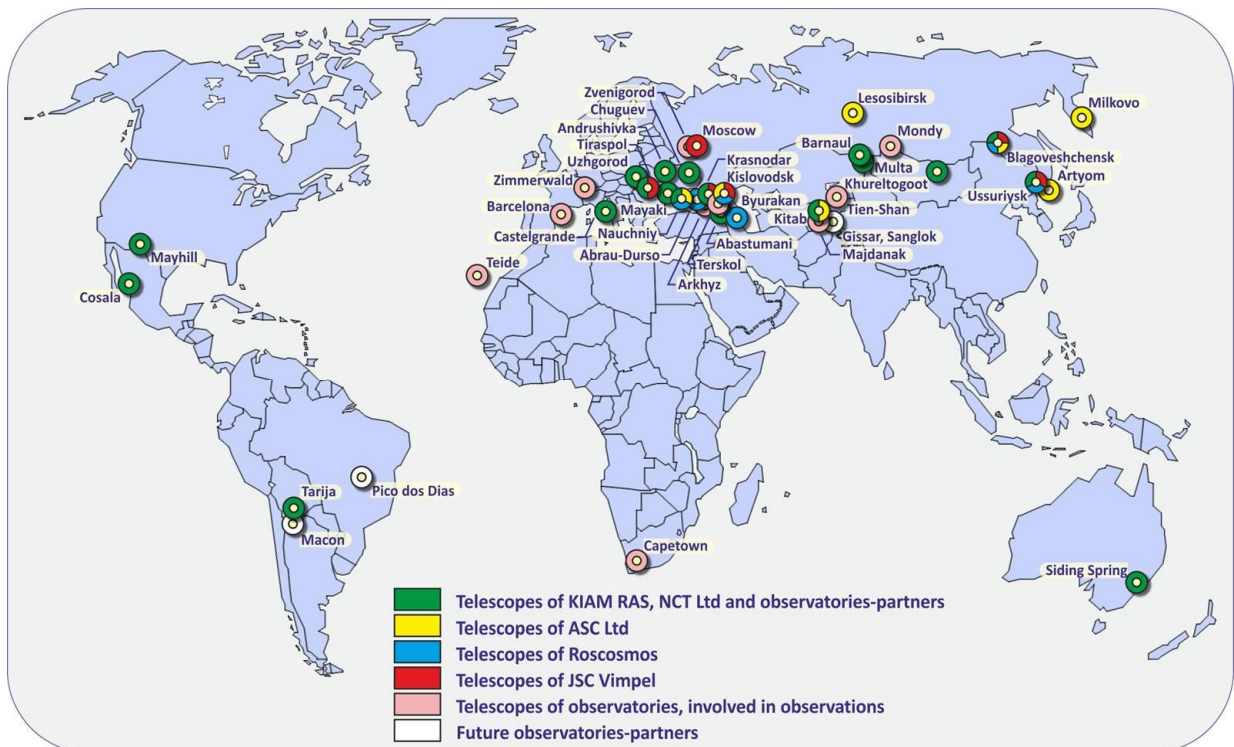 Zvenigorod
Chuguev
Andrushivka
Tiraspol
Uzhgorod
Zimmerwald
Barcelona
Castelgrande
Teide
Moscow
Krasnodar
Kislovodsk
Mayaki
Nauchniy
Abrau-Durso
Byurakan
Abastumani
Terskol
Arkhyz
Lesosibirsk
Milkovo
Barnaul
Mondy
Multa
Khureltogoot
Blagoveshchensk
Artyom
Ussuriysk
Kitab
Tien-Shan
Gissar, Sanglok
Majdanak
Mayhill
Cosala
Tarija
Pico dos Dias
Macon
Capetown
Siding Spring
Telescopes of KIAM RAS, NCT Ltd and observatories-partners
Telescopes of ASC Ltd
Telescopes of Roscosmos
Telescopes of JSC Vimpel
Telescopes of observatories, involved in observations
Future observatories-partners